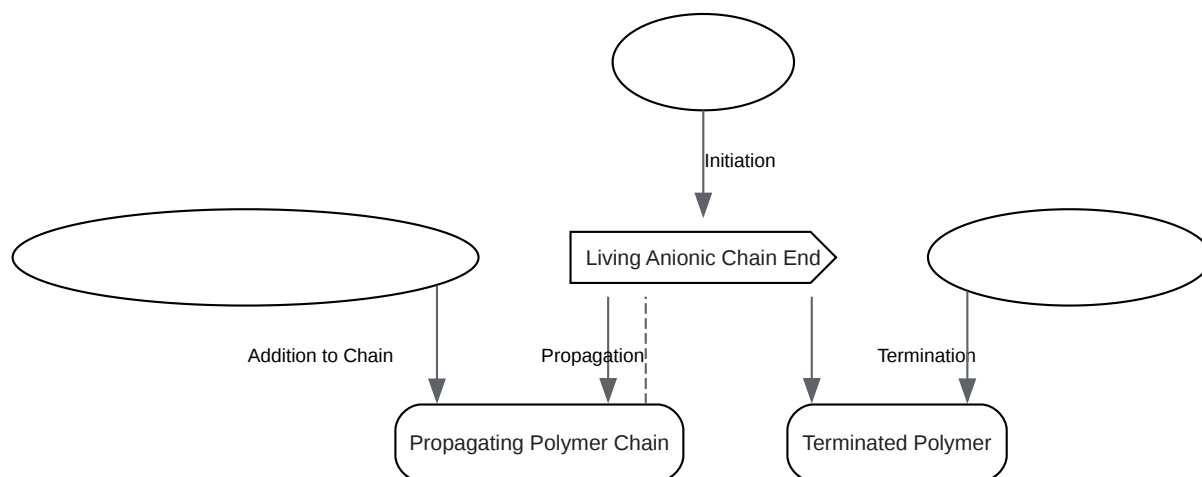 Initiation
Living Anionic Chain End
Addition to Chain
Propagation
Termination
Propagating Polymer Chain
Terminated Polymer